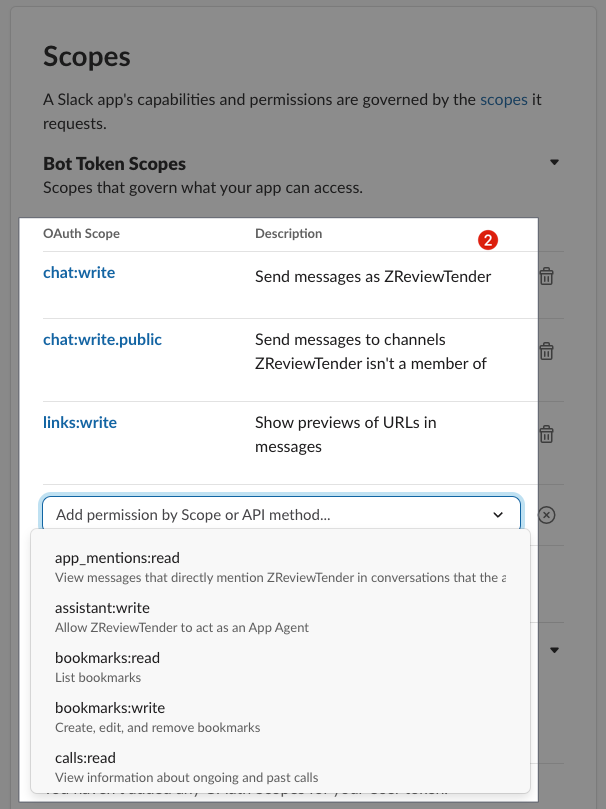 Scopes
A Slack app's capabilities and permissions are governed by the scopes it
requests.
Bot Token Scopes
Scopes that govern what your app can access.
OAuth Scope Description 2
chat:write Send messages as ZReviewTender
chat:write.public Send messages to channels
ZReviewTender isn't a member of
links:write Show previews of URLs in
messages
Add permission by Scope or API method...
app_mentions:read
View messages that directly mention ZReviewTender in conversations that the a
assistant:write
Allow ZReviewTender to act as an App Agent
bookmarks:read
List bookmarks
bookmarks:write
Create, edit, and remove bookmarks
calls:read
View information about ongoing and past calls